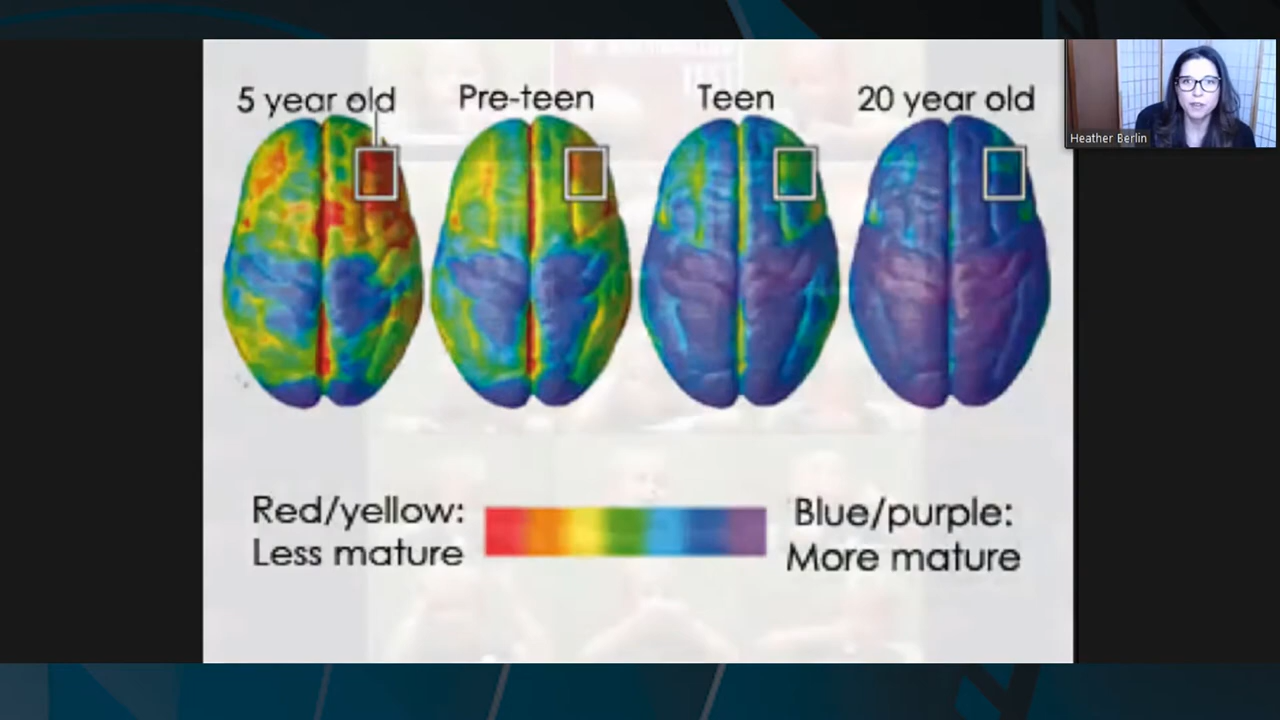 5 year old
Pre-teen
Teen
20 year old
Heather Berlin
Red/yellow:
Less mature
Blue/purple:
More mature